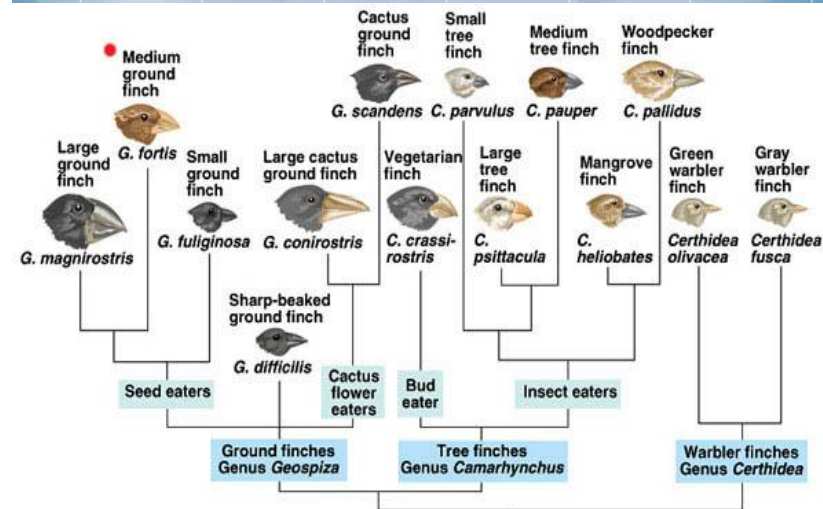 Medium
ground
finch
G. fortis
Large
ground
finch
G. magnirostris
Small
ground
finch
G. fuliginosa
Cactus
ground
finch
G. scandens
Large cactus
ground finch
G. conirostris
Sharp-beaked
ground finch
G. difficilis
Vegetarian
finch
C. crassi-
rostris
Small
tree
finch
C. parvulus
Large
tree
finch
C.
psittacula
Medium
tree finch
C. pauper
Woodpecker
finch
C. pallidus
Mangrove
finch
C.
heliobates
Green
warbler
finch
Certhidea
olivacea
Gray
warbler
finch
Certhidea
fusca
Seed eaters
Cactus
flower
eaters
Bud
eater
Insect eaters
Ground finches
Genus Geospiza
Tree finches
Genus Camarhynchus
Warbler finches
Genus Certhidea